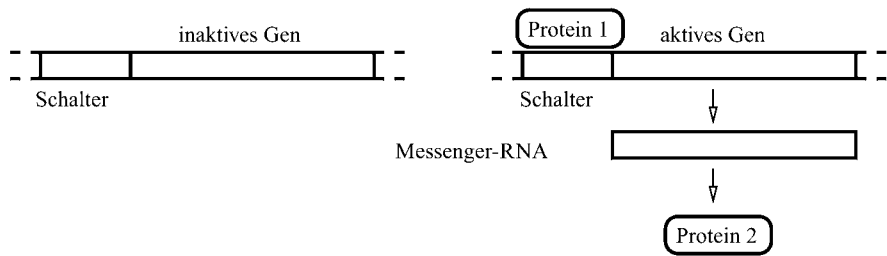 inaktives Gen
Schalter
Protein 1
aktives Gen
Schalter
Messenger-RNA
Protein 2